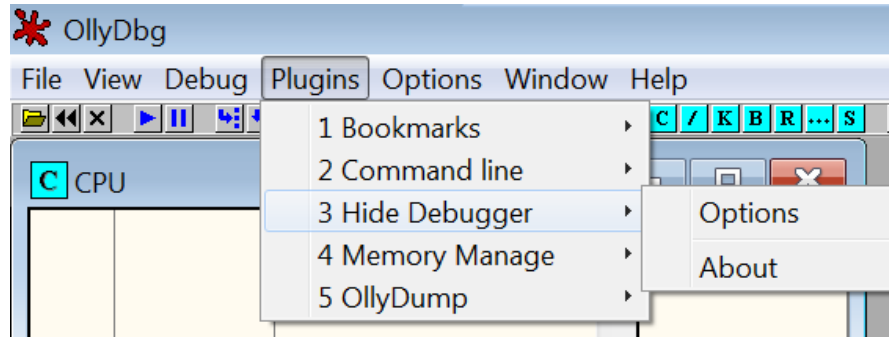 OllyDbg
File View Debug Plugins Options Window Help
C / K B R ... S
1 Bookmarks
2 Command line
3 Hide Debugger
4 Memory Manage
5 OllyDump
Options
About
C CPU